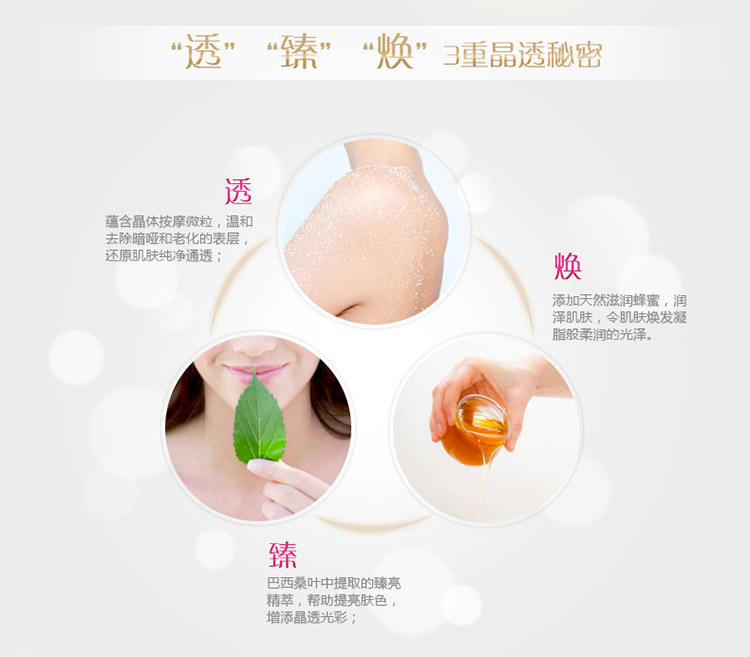 “透” “臻” “焕” 3重晶透秘密
透
蕴含晶体按摩微粒，温和
去除暗哑和老化的表层，
还原肌肤纯净通透；
焕
添加天然滋润蜂蜜，润
泽肌肤，令肌肤焕发凝
脂般柔润的光泽。
臻
巴西桑叶中提取的臻亮
精萃，帮助提亮肤色，
增添晶透光彩；